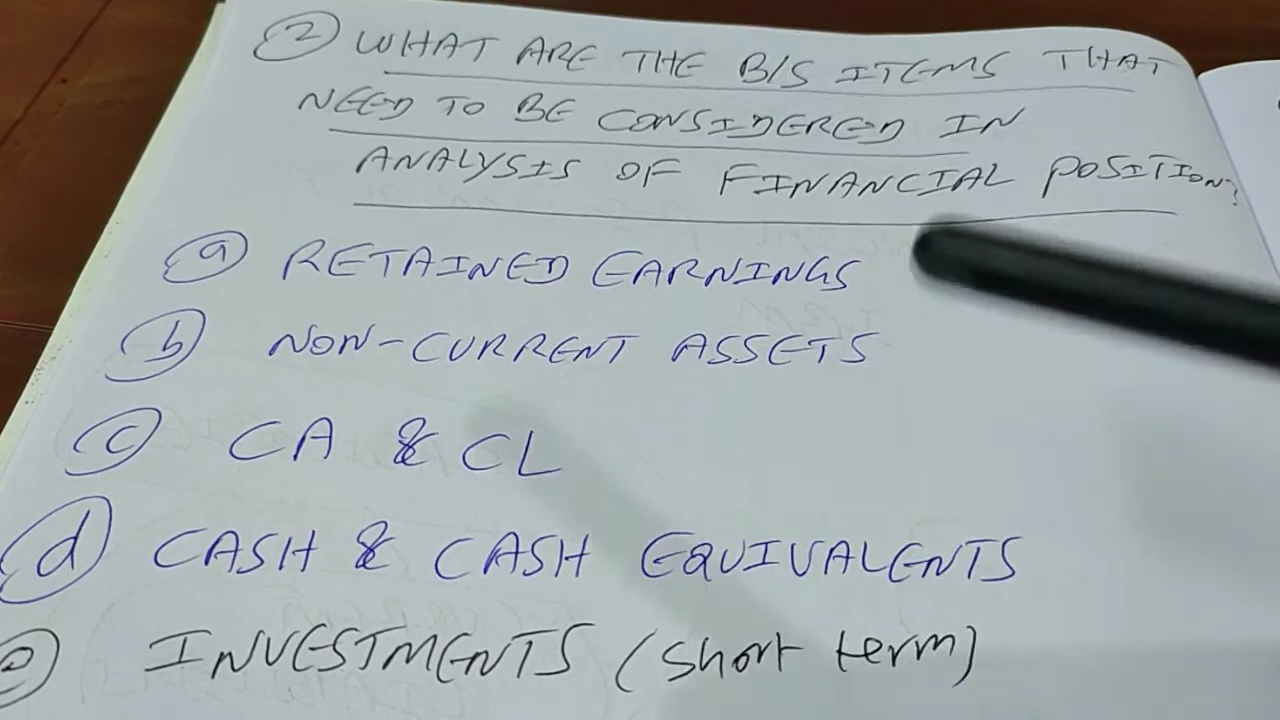 ② WHAT ARE THE B/S ITEMS THAT
NEED TO BE CONSIDERED IN
ANALYSIS OF FINANCIAL POSITION?
ⓐ RETAINED EARNINGS
ⓑ NON-CURRENT ASSETS
ⓒ CA & CL
ⓓ CASH & CASH EQUIVALENTS
ⓔ INVESTMENTS (short term)